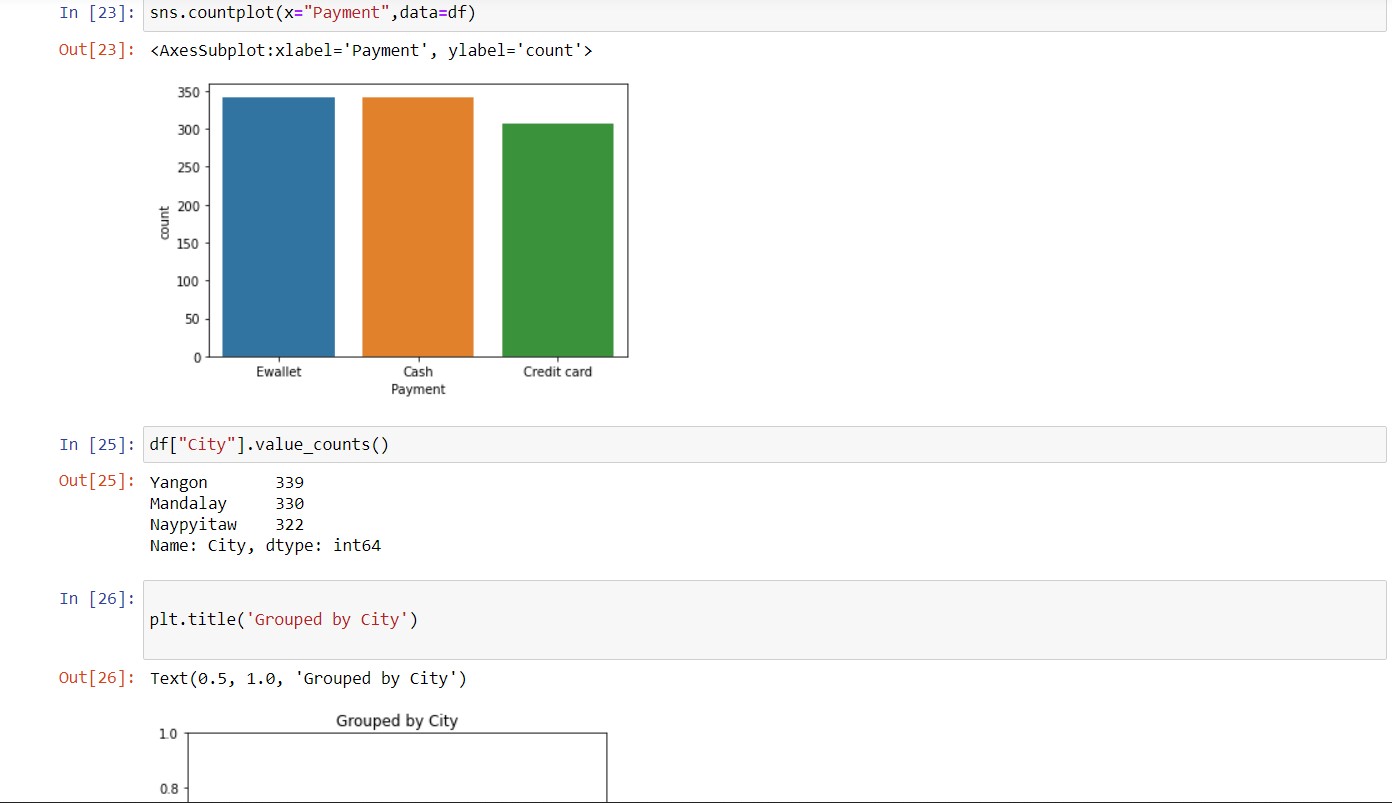 In [23]: sns.countplot(x="Payment",data=df)
Out[23]: <AxesSubplot:xlabel='Payment', ylabel='count'>
350
300
250
200
150
100
50
0
count
Ewallet Cash Credit card
Payment
In [25]: df["City"].value_counts()
Out[25]: Yangon 339
Mandalay 330
Naypyitaw 322
Name: City, dtype: int64
In [26]:
plt.title('Grouped by City')
Out[26]: Text(0.5, 1.0, 'Grouped by City')
Grouped by City
1.0
0.8